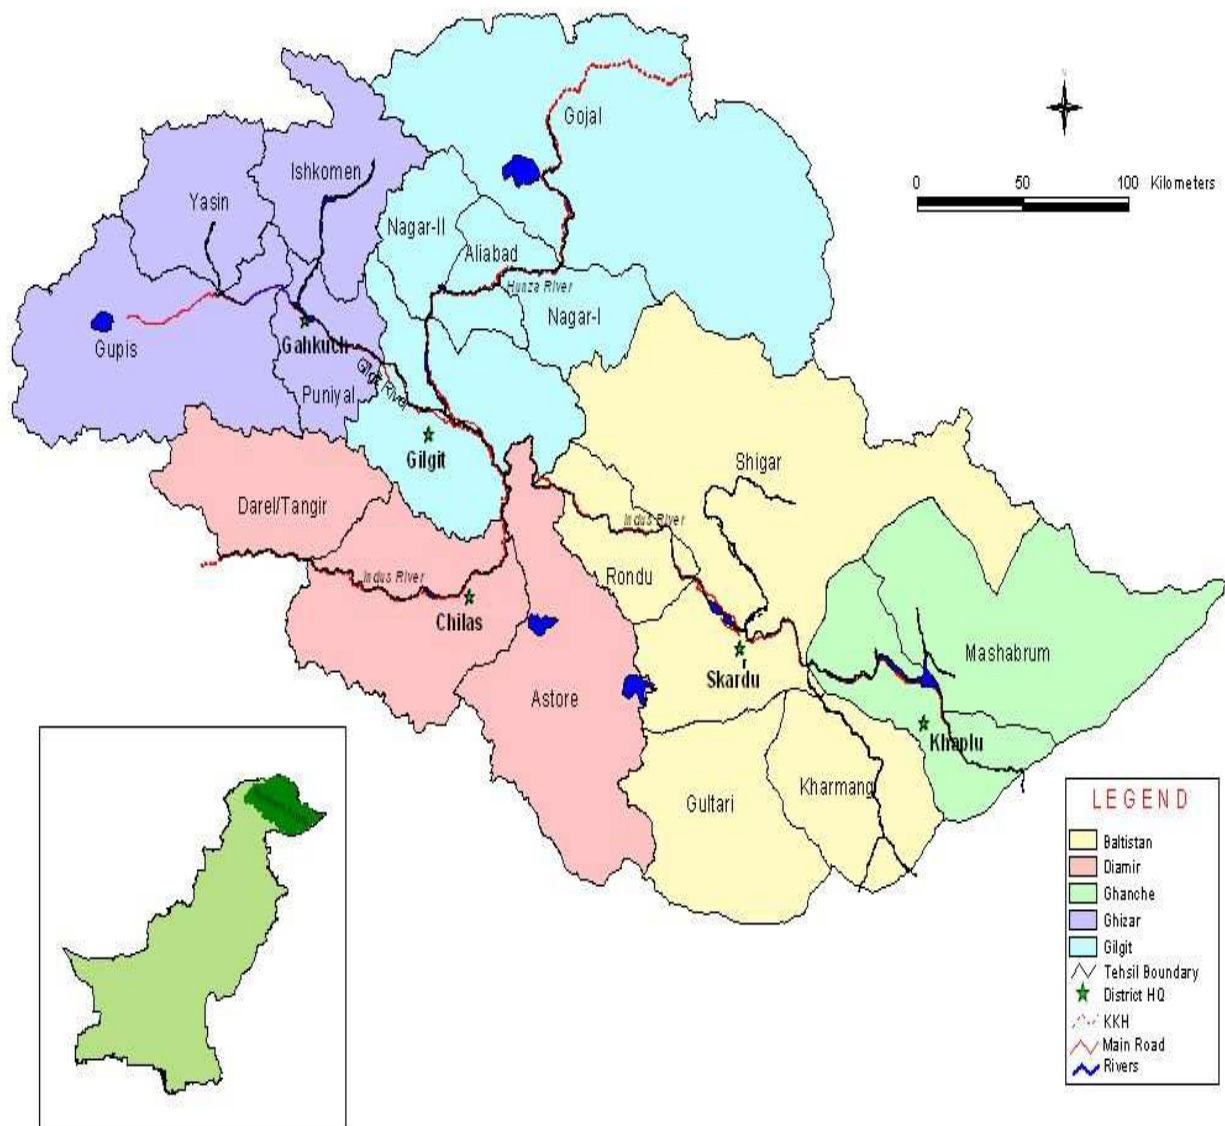 Gojal
Ishkomen
Yasin
Nagar-II
Aliabad
Hunza River
Nagar-I
Gupis
Gahkuch
Puniyal
Gilgit River
Gilgit
0 50 100 Kilometers
Darel/Tangir
Shigar
Indus River
Indus River
Rondu
Chilas
Skardu
Astore
Mashabrum
Khaplu
Gultari
Kharmang
LEGEND
Baltistan
Diamir
Ghanche
Ghizar
Gilgit
Tehsil Boundary
District HQ
KKH
Main Road
Rivers